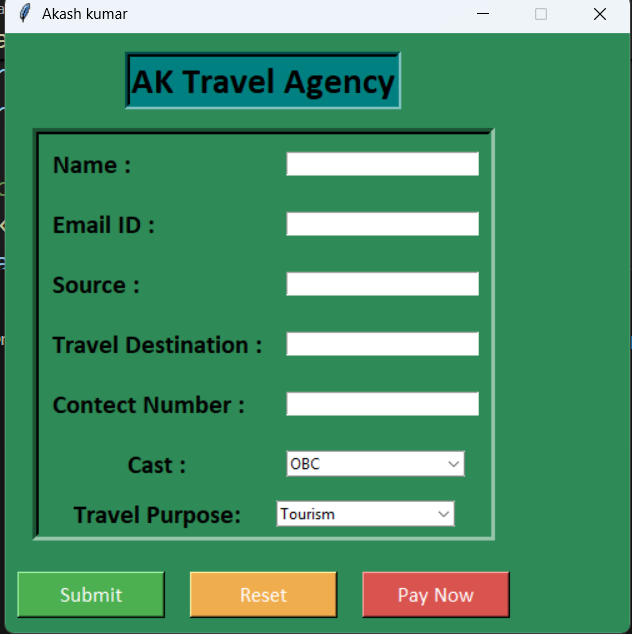 Akash kumar
AK Travel Agency
Name :
Email ID :
Source :
Travel Destination :
Contect Number :
Cast : OBC
Travel Purpose: Tourism
Submit Reset Pay Now